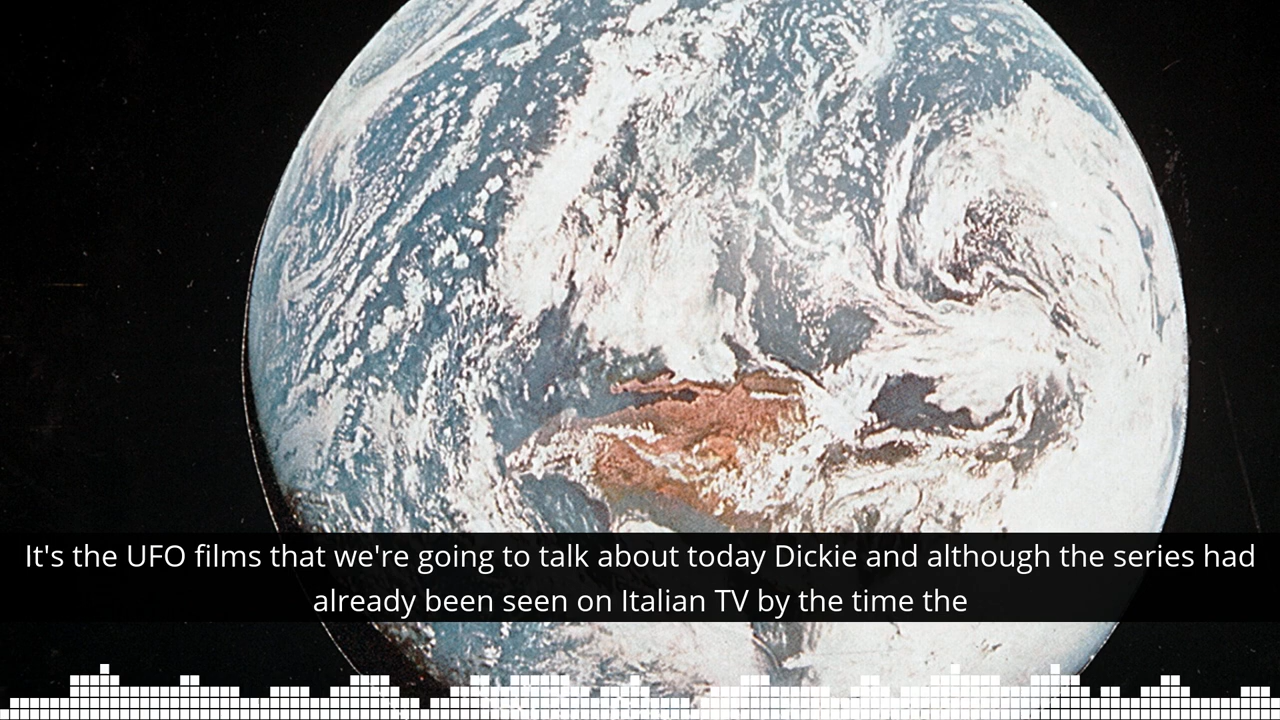 It's the UFO films that we're going to talk about today Dickie and although the series had
already been seen on Italian TV by the time the